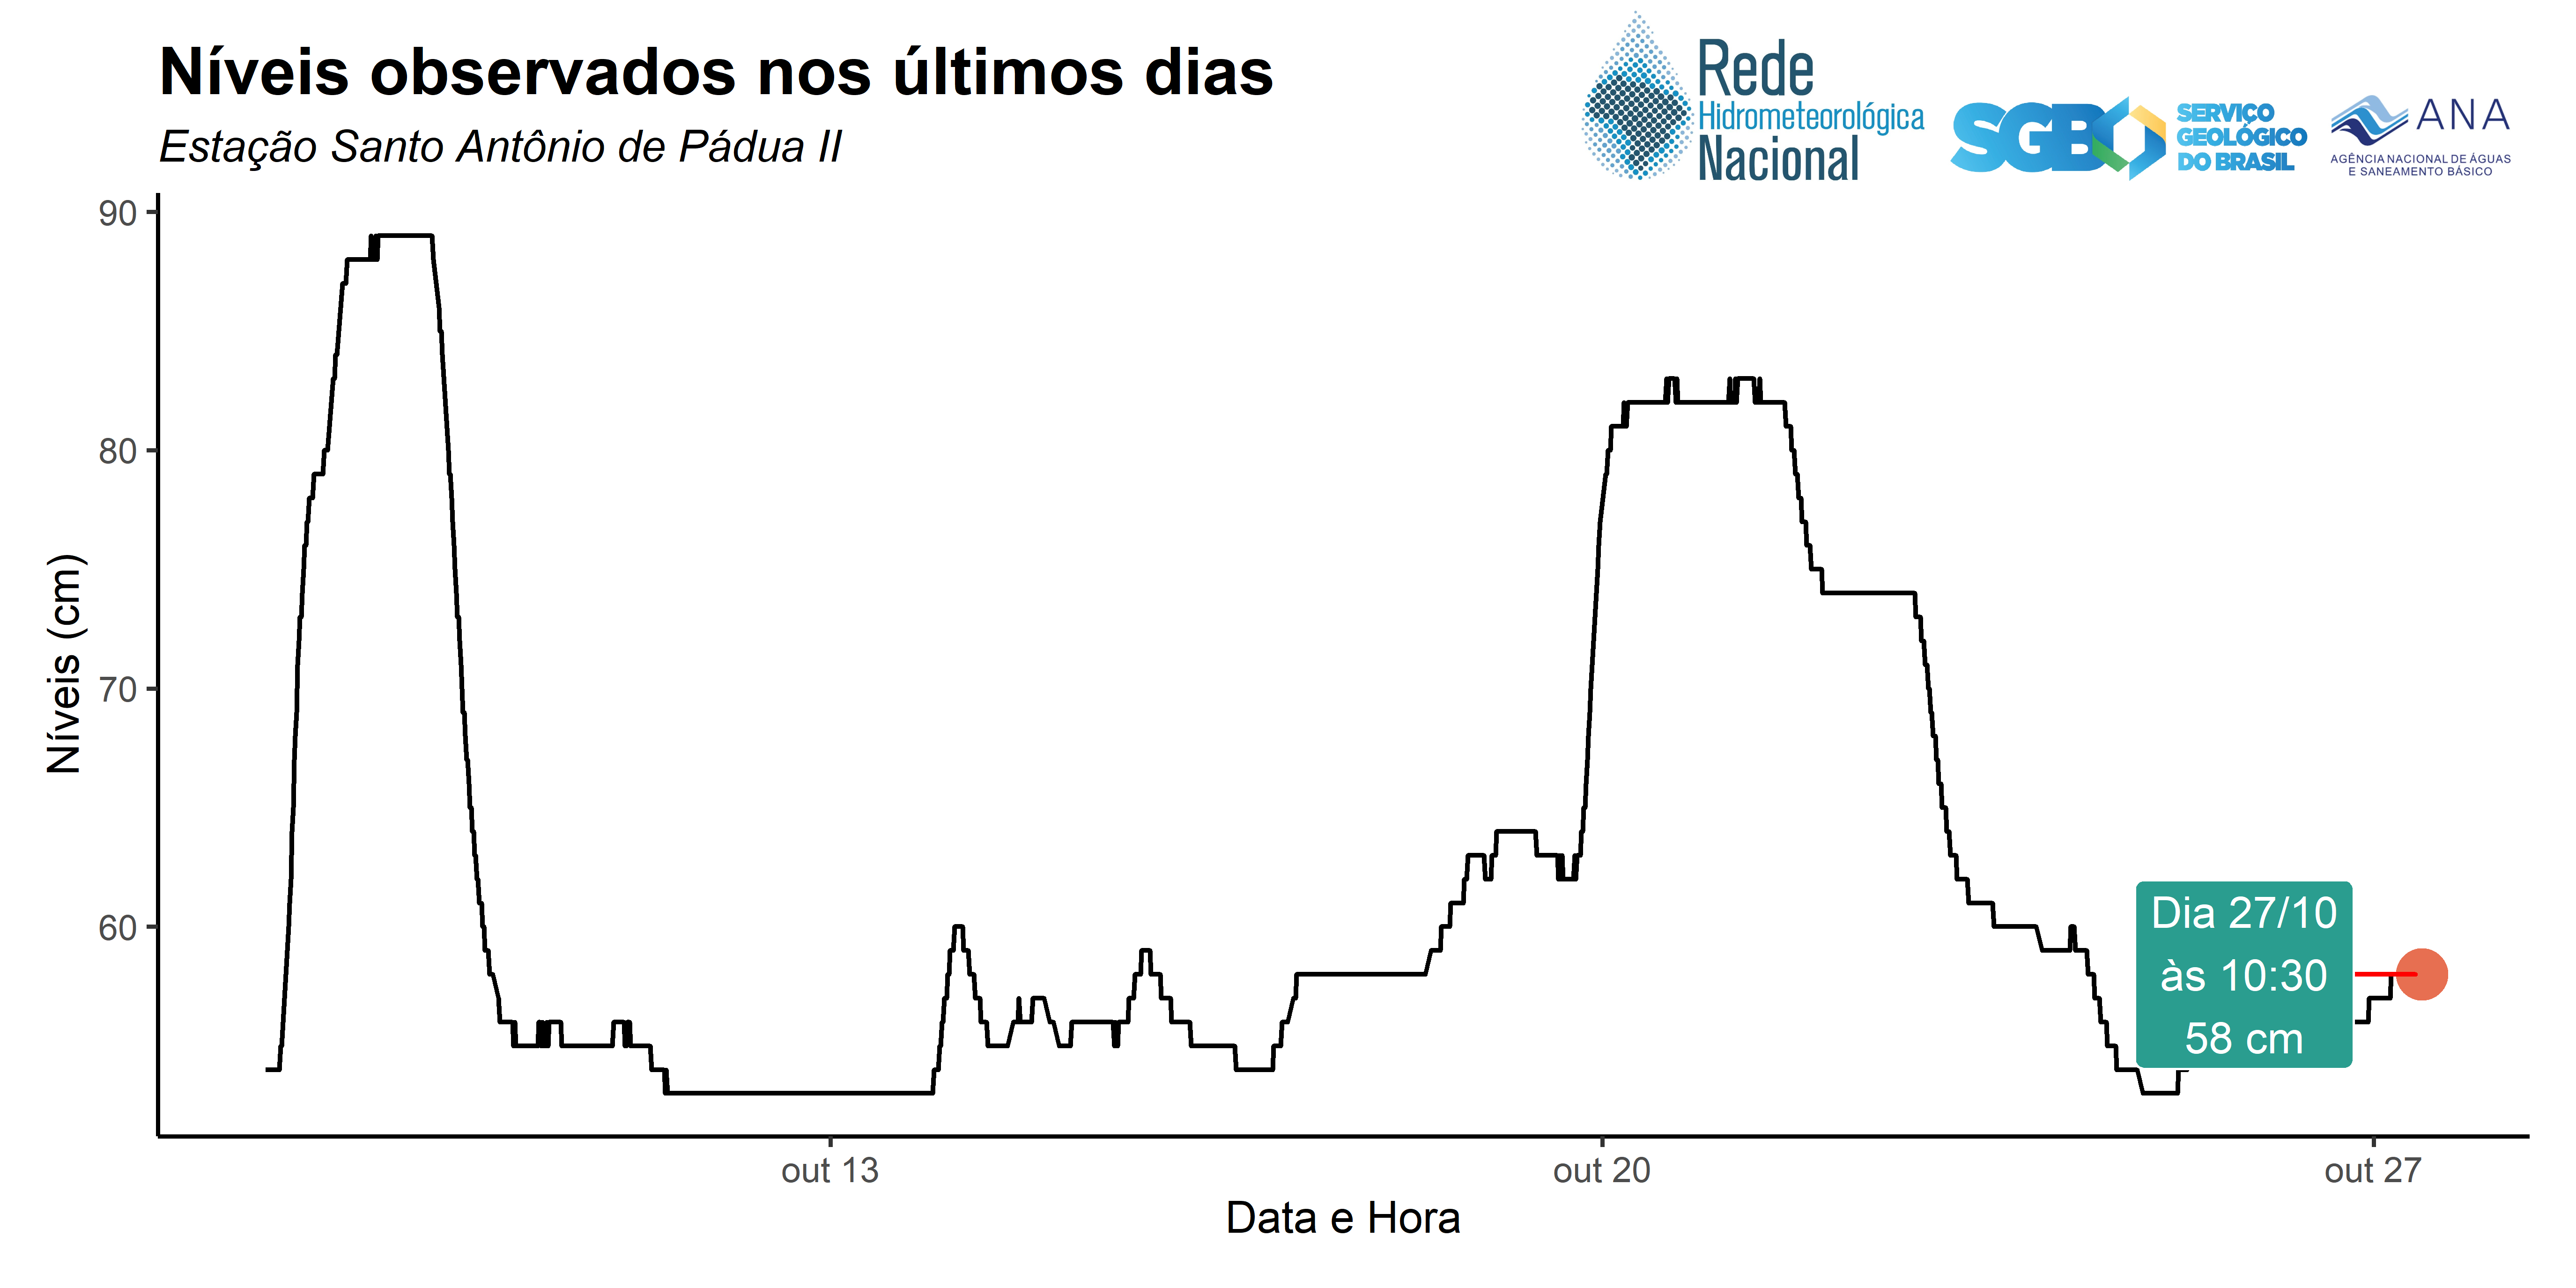 Níveis observados nos últimos dias
Estação Santo Antônio de Pádua II
Rede
Hidrometeorológica
Nacional
SGB
SERVIÇO
GEOLÓGICO
DO BRASIL
ANA
AGÊNCIA NACIONAL DE ÁGUAS
E SANEAMENTO BÁSICO
90
80
70
60
Níveis (cm)
Dia 27/10
às 10:30
58 cm
out 13
out 20
out 27
Data e Hora